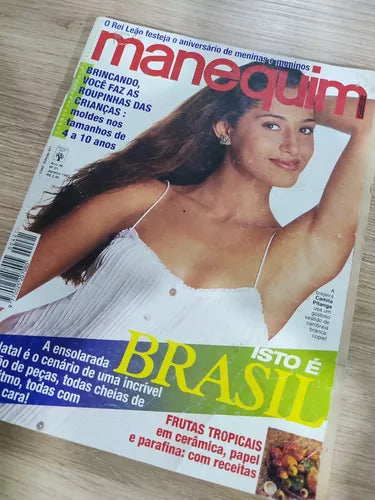 O Rei Leão festeja o aniversário de meninas e meninos
manequim
BRINCANDO,
VOCÊ FAZ AS
ROUPINHAS DAS
CRIANÇAS :
moldes nos
tamanhos de
4 a 10 anos
A
Camila
Pitanga
usa um
gostoso
vestido de
cambraia
branca:
copie!
ISTO É
BRASIL
A ensolarada
Natal é o cenário de uma incrível
de peças, todas cheias de
ritmo, todas com
cara!
FRUTAS TROPICAIS
em cerâmica, papel
e parafina: com receitas